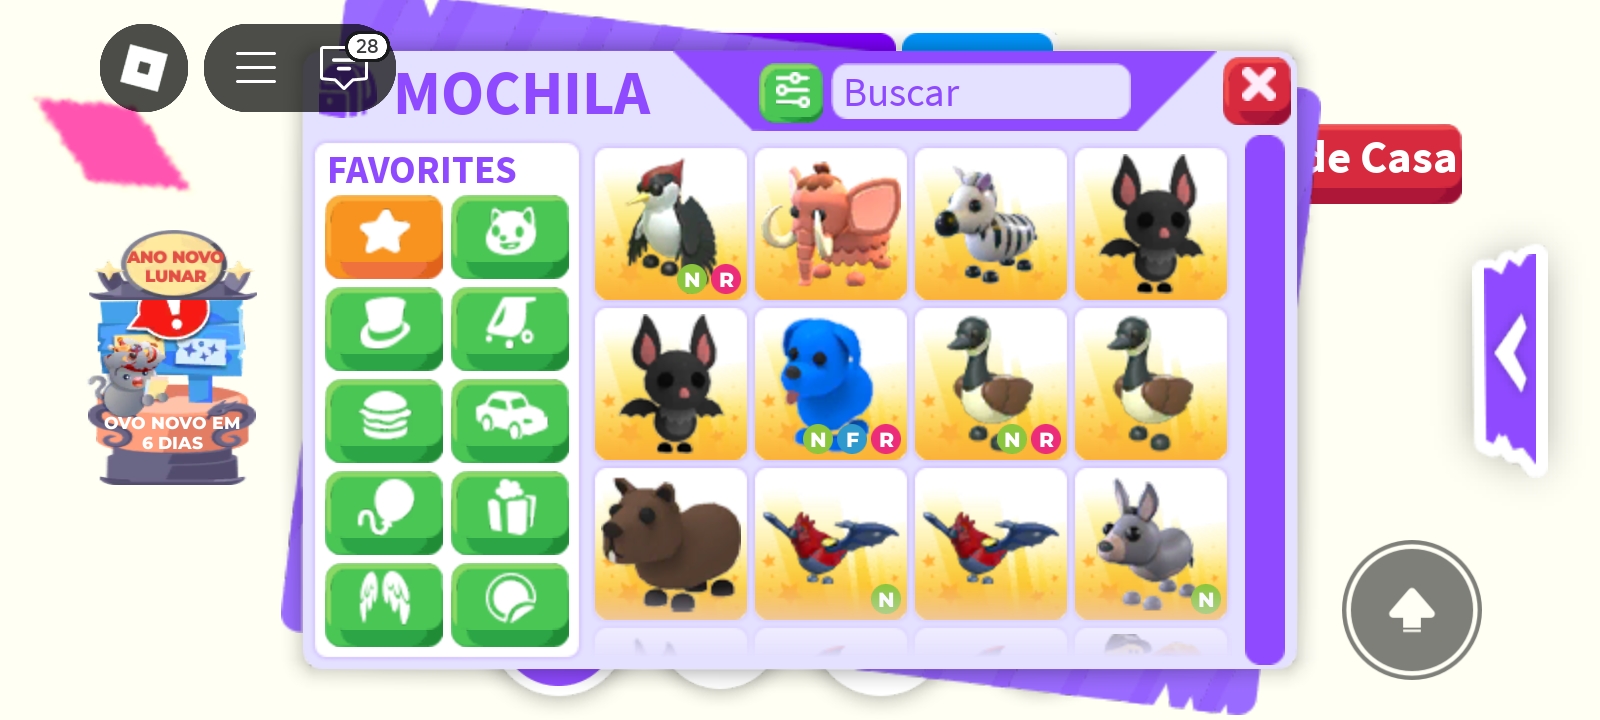 28
MOCHILA
Buscar
FAVORITES
de Casa
ANO NOVO
LUNAR
!
OVO NOVO EM
6 DIAS
N R
N F R
N R
N
N